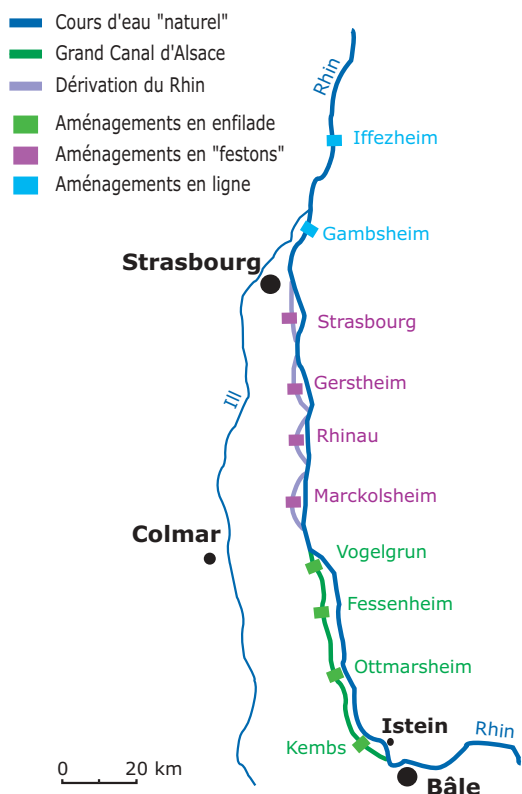 Cours d'eau "naturel"
Grand Canal d'Alsace
Dérivation du Rhin
Aménagements en enfilade
Aménagements en "festons"
Aménagements en ligne
Rhin
Iffezheim
Gambsheim
Strasbourg
Strasbourg
Gerstheim
Ill
Rhinau
Marckolsheim
Colmar
Vogelgrun
Fessenheim
Ottmarsheim
Istein
Rhin
Kembs
0 20 km
Bâle